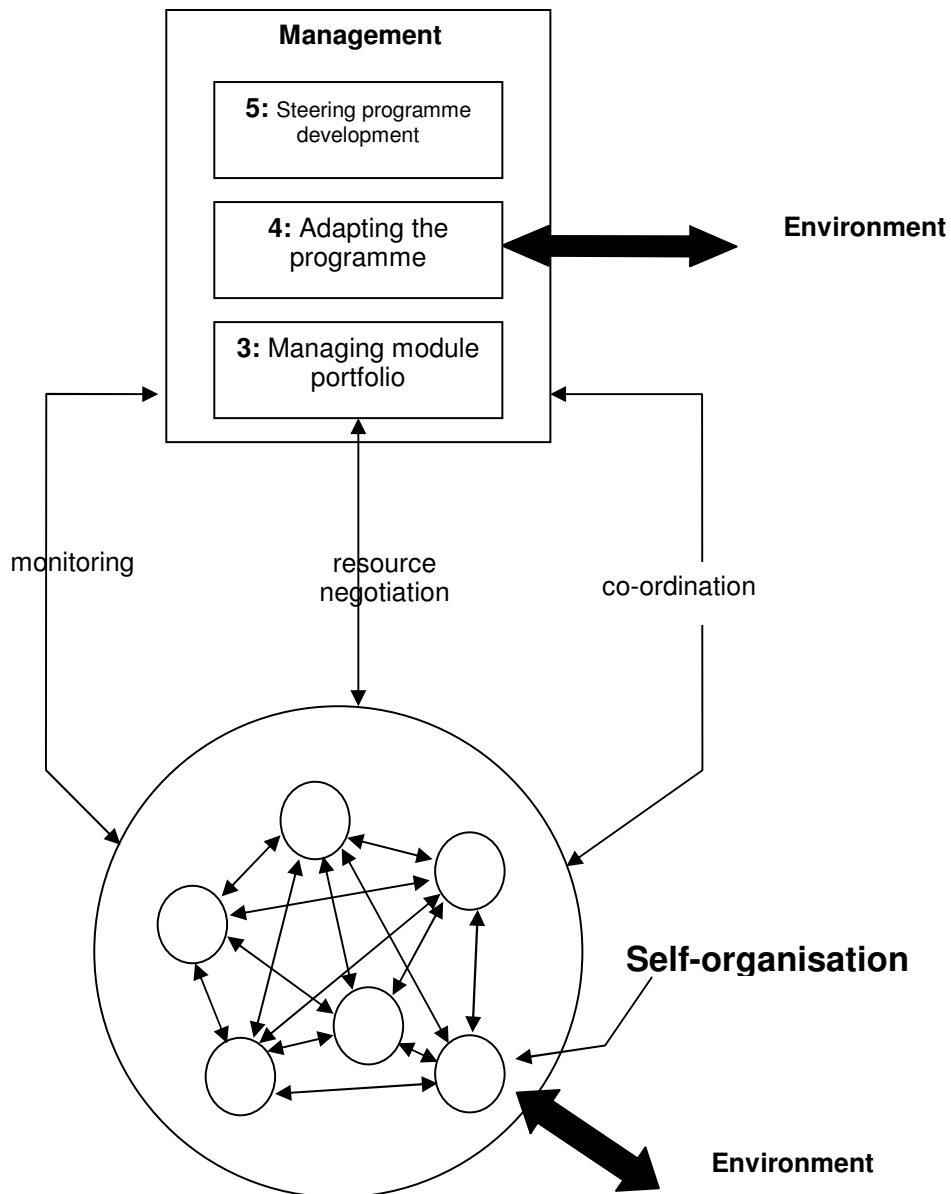 Management
5: Steering programme
development
4: Adapting the
programme
Environment
3: Managing module
portfolio
monitoring
resource
negotiation
co-ordination
Self-organisation
Environment